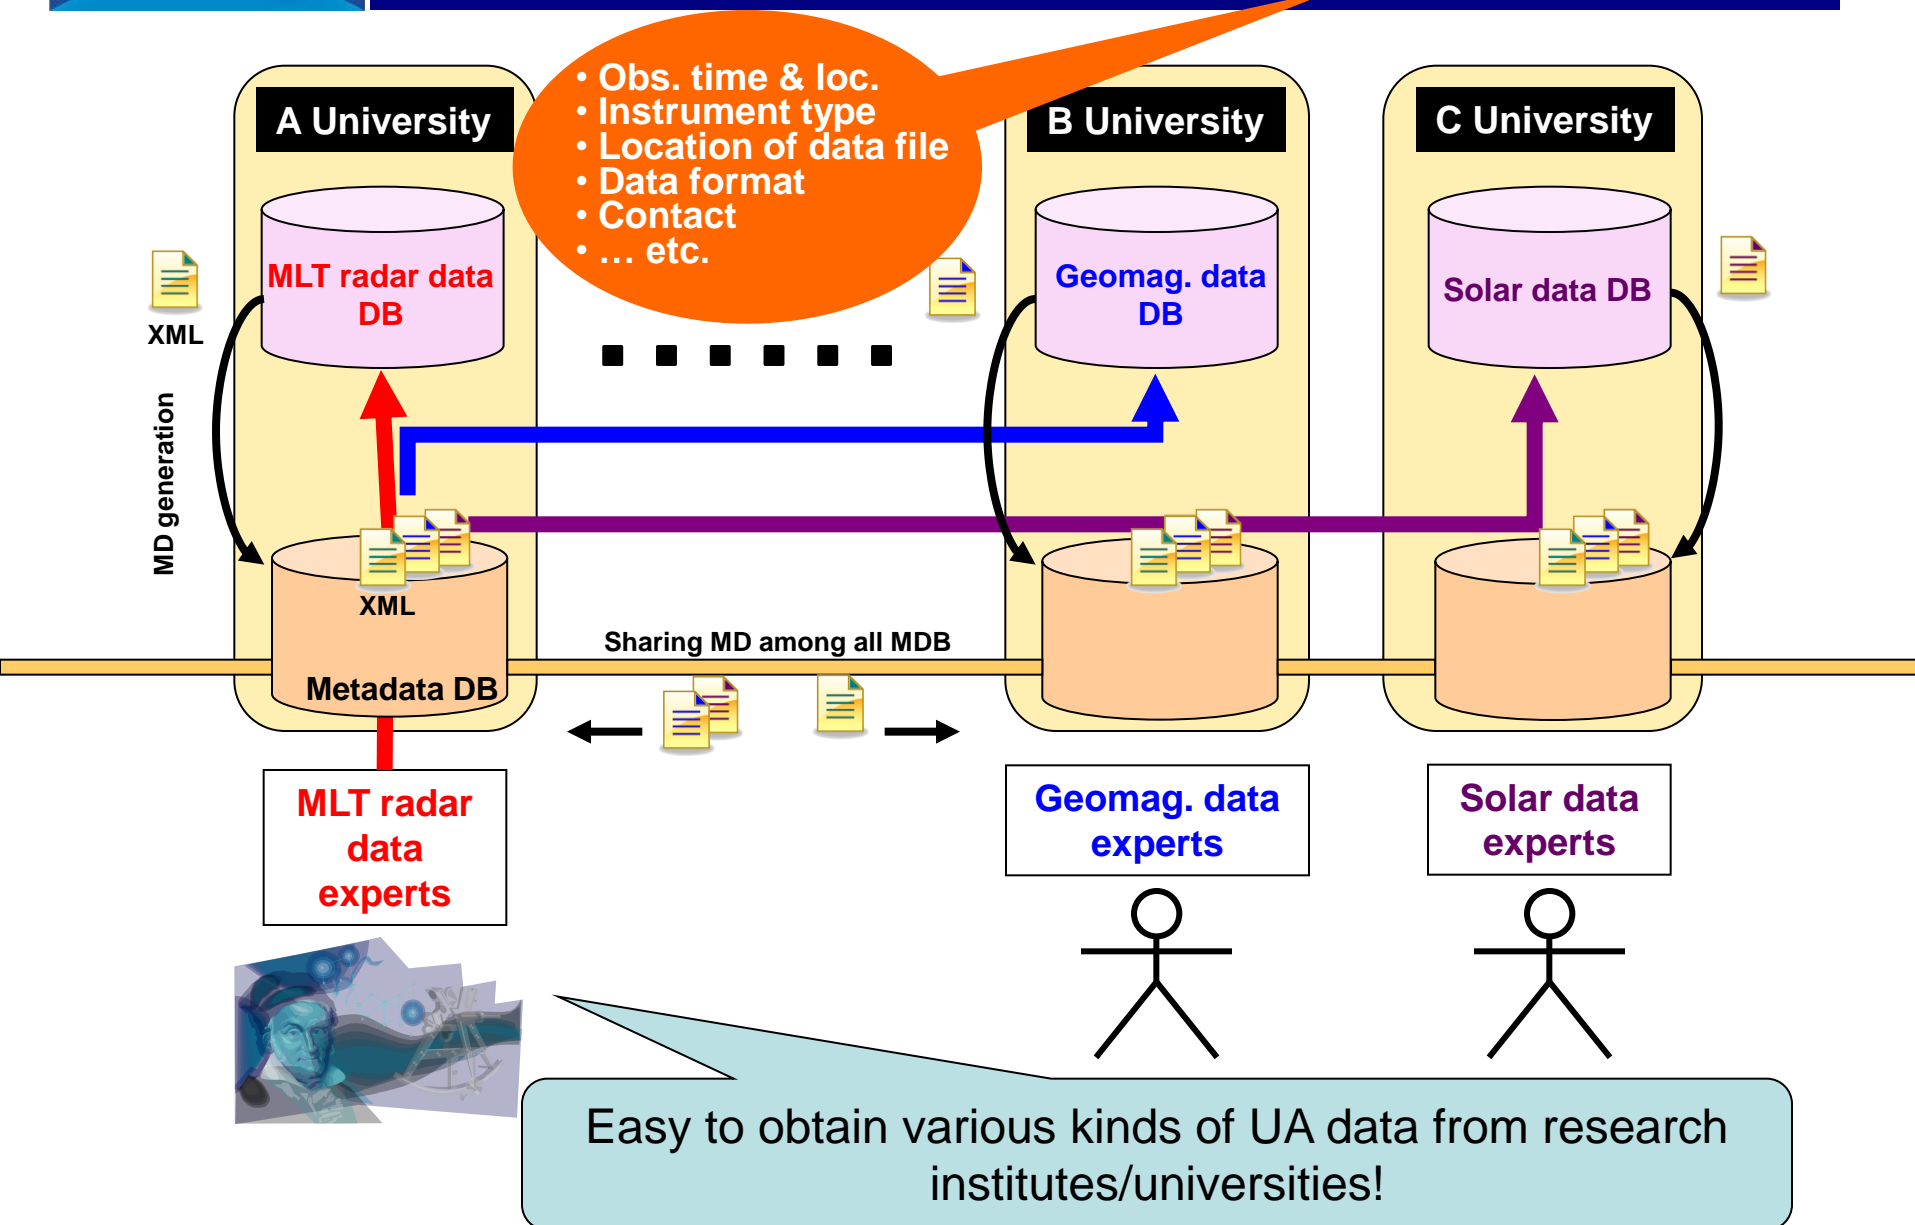 • Obs. time & loc.
• Instrument type
• Location of data file
• Data format
• Contact
• … etc.
A University
B University
C University
MLT radar data
DB
Geomag. data
DB
Solar data DB
XML
MD generation
XML
Metadata DB
Sharing MD among all MDB
MLT radar
data
experts
Geomag. data
experts
Solar data
experts
Easy to obtain various kinds of UA data from research
institutes/universities!